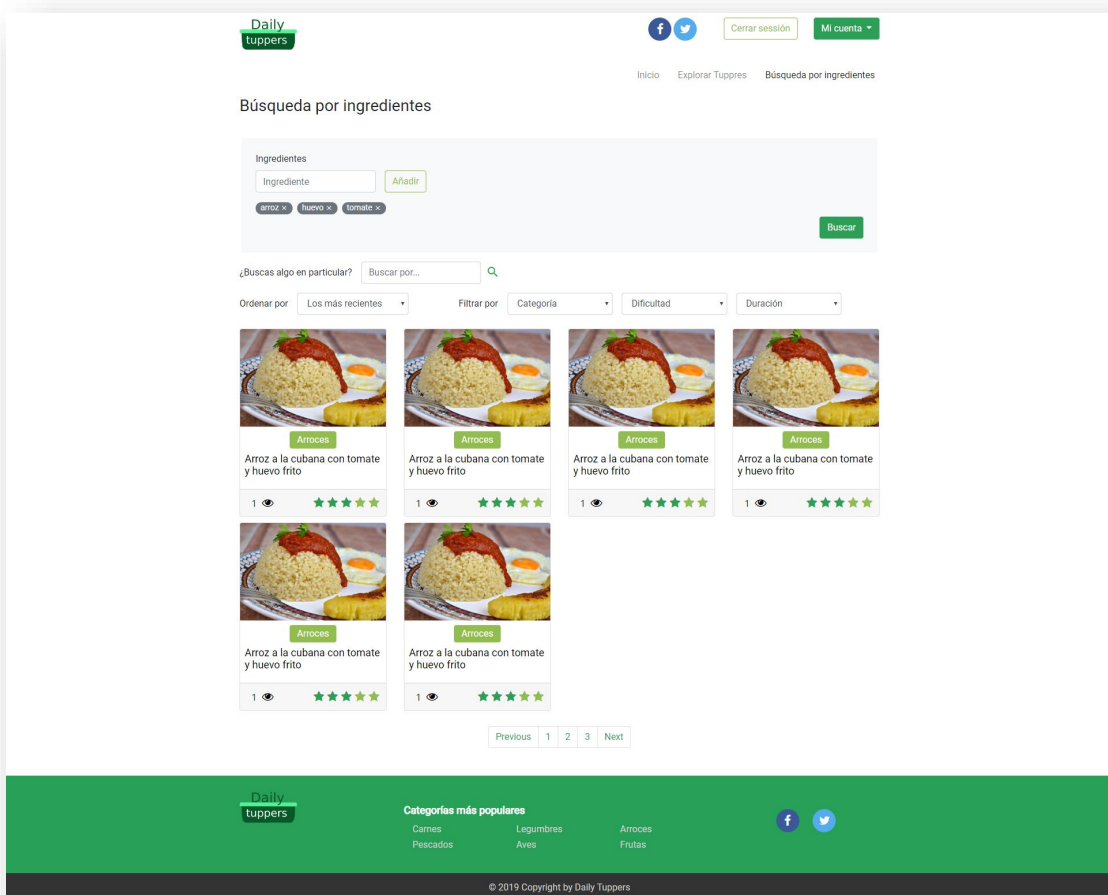 Daily
tuppers
Cerrar sessión
Mi cuenta
Inicio Explorar Tuppres Búsqueda por ingredientes
Búsqueda por ingredientes
Ingredientes
Ingrediente Añadir
arroz × huevo × tomate ×
Buscar
¿Buscas algo en particular? Buscar por...
Ordenar por Los más recientes Filtrar por Categoría Dificultad Duración
Arroces Arroces Arroces Arroces
Arroz a la cubana con tomate Arroz a la cubana con tomate Arroz a la cubana con tomate Arroz a la cubana con tomate
y huevo frito y huevo frito y huevo frito y huevo frito
1 1 1 1
Arroces Arroces
Arroz a la cubana con tomate Arroz a la cubana con tomate
y huevo frito y huevo frito
1 1
Previous 1 2 3 Next
Daily
tuppers
Categorías más populares
Carnes Legumbres Arroces
Pescados Aves Frutas
© 2019 Copyright by Daily Tuppers